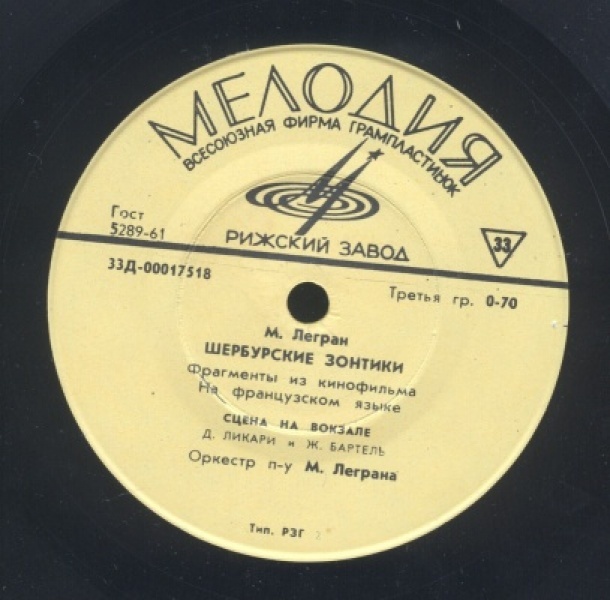 МЕЛОДИЯ
ВСЕСОЮЗНАЯ ФИРМА ГРАМПЛАСТИНОК
Гост
5289-61
РИЖСКИЙ ЗАВОД
33
33Д-00017518
Третья гр. 0-70
М. Легран
ШЕРБУРСКИЕ ЗОНТИКИ
Фрагменты из кинофильма
На французском языке
СЦЕНА НА ВОКЗАЛЕ
Д. ЛИКАРИ и Ж. БАРТЕЛЬ
Оркестр п-у М. Леграна
Тип. РЗГ